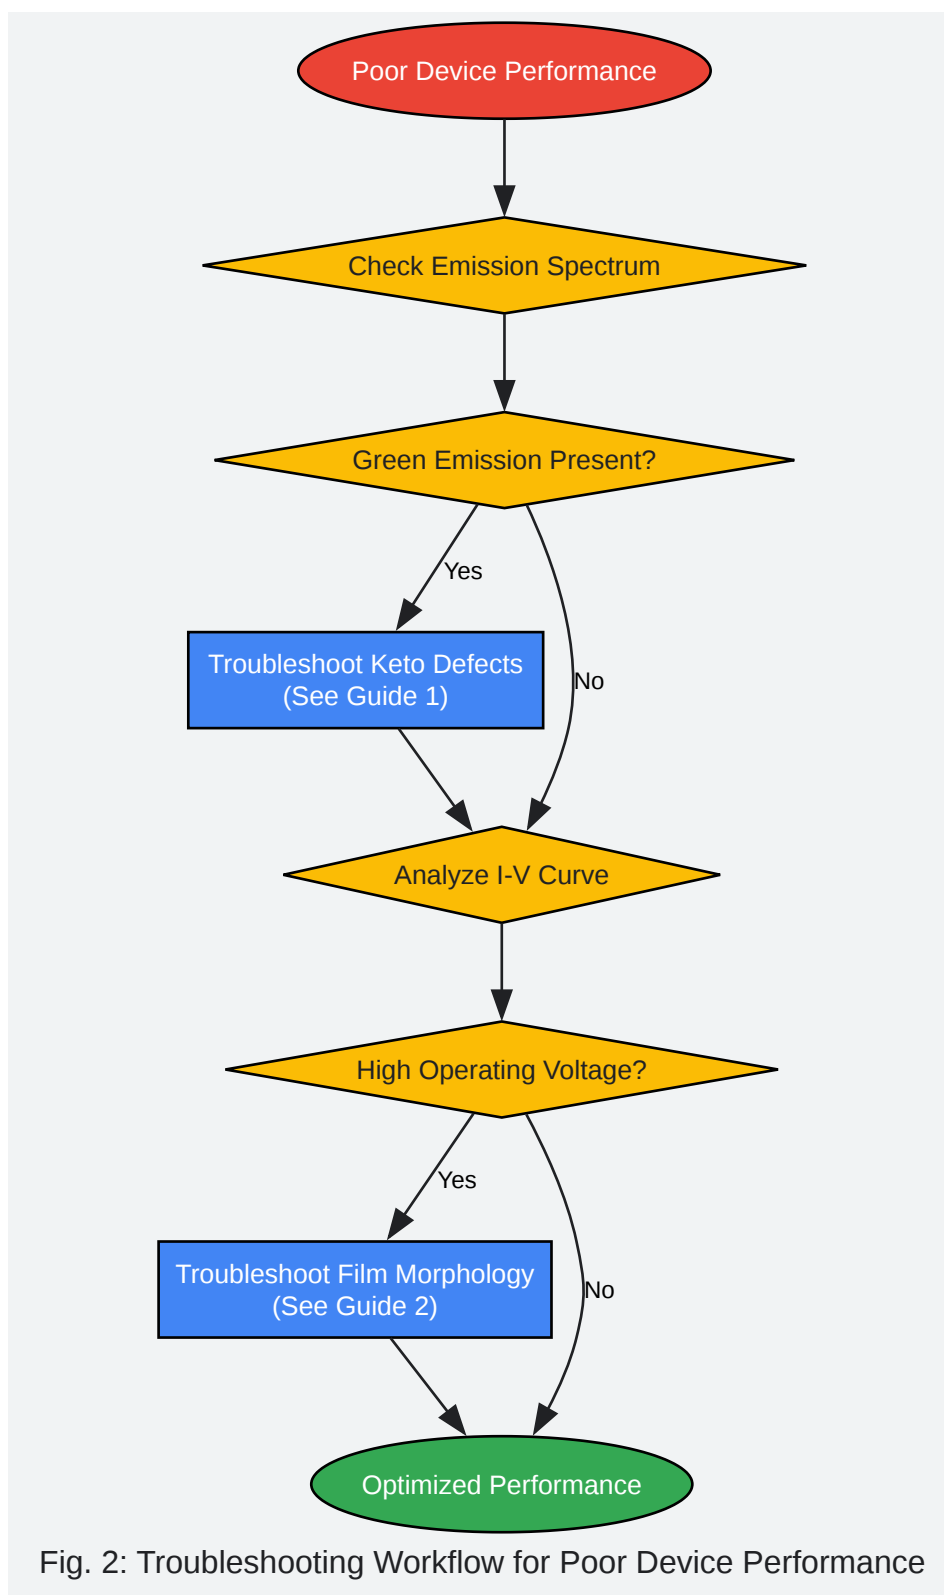 Poor Device Performance
Check Emission Spectrum
Green Emission Present?
Yes
Troubleshoot Keto Defects
(See Guide 1)
No
Analyze I-V Curve
High Operating Voltage?
Yes
Troubleshoot Film Morphology
(See Guide 2)
No
Optimized Performance
Fig. 2: Troubleshooting Workflow for Poor Device Performance